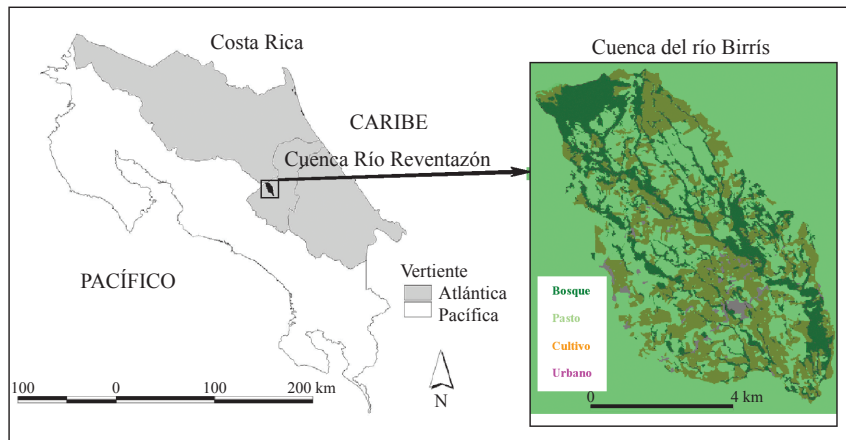 Costa Rica
CARIBE
Cuenca Río Reventazón
PACÍFICO
Vertiente
Atlántica
Pacífica
N
100 0 100 200 km
Cuenca del río Birrís
Bosque
Pasto
Cultivo
Urbano
0 4 km